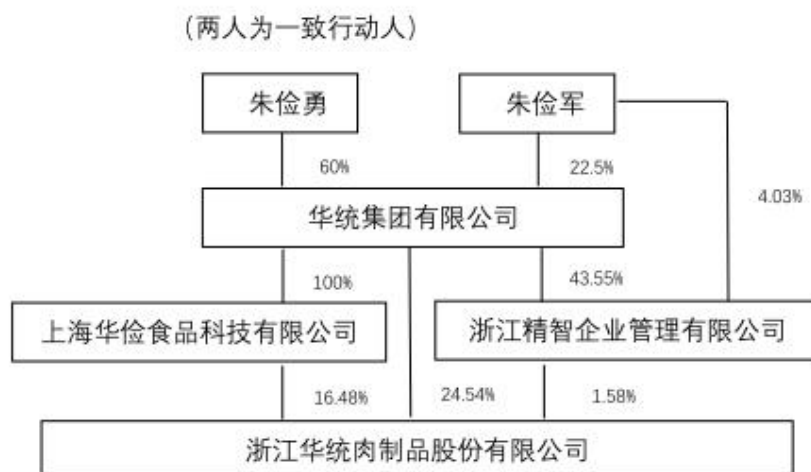 （两人为一致行动人）
朱俭勇
朱俭军
60%
22.5%
4.03%
华统集团有限公司
100%
43.55%
上海华俭食品科技有限公司
浙江精智企业管理有限公司
16.48%
24.54%
1.58%
浙江华统肉制品股份有限公司